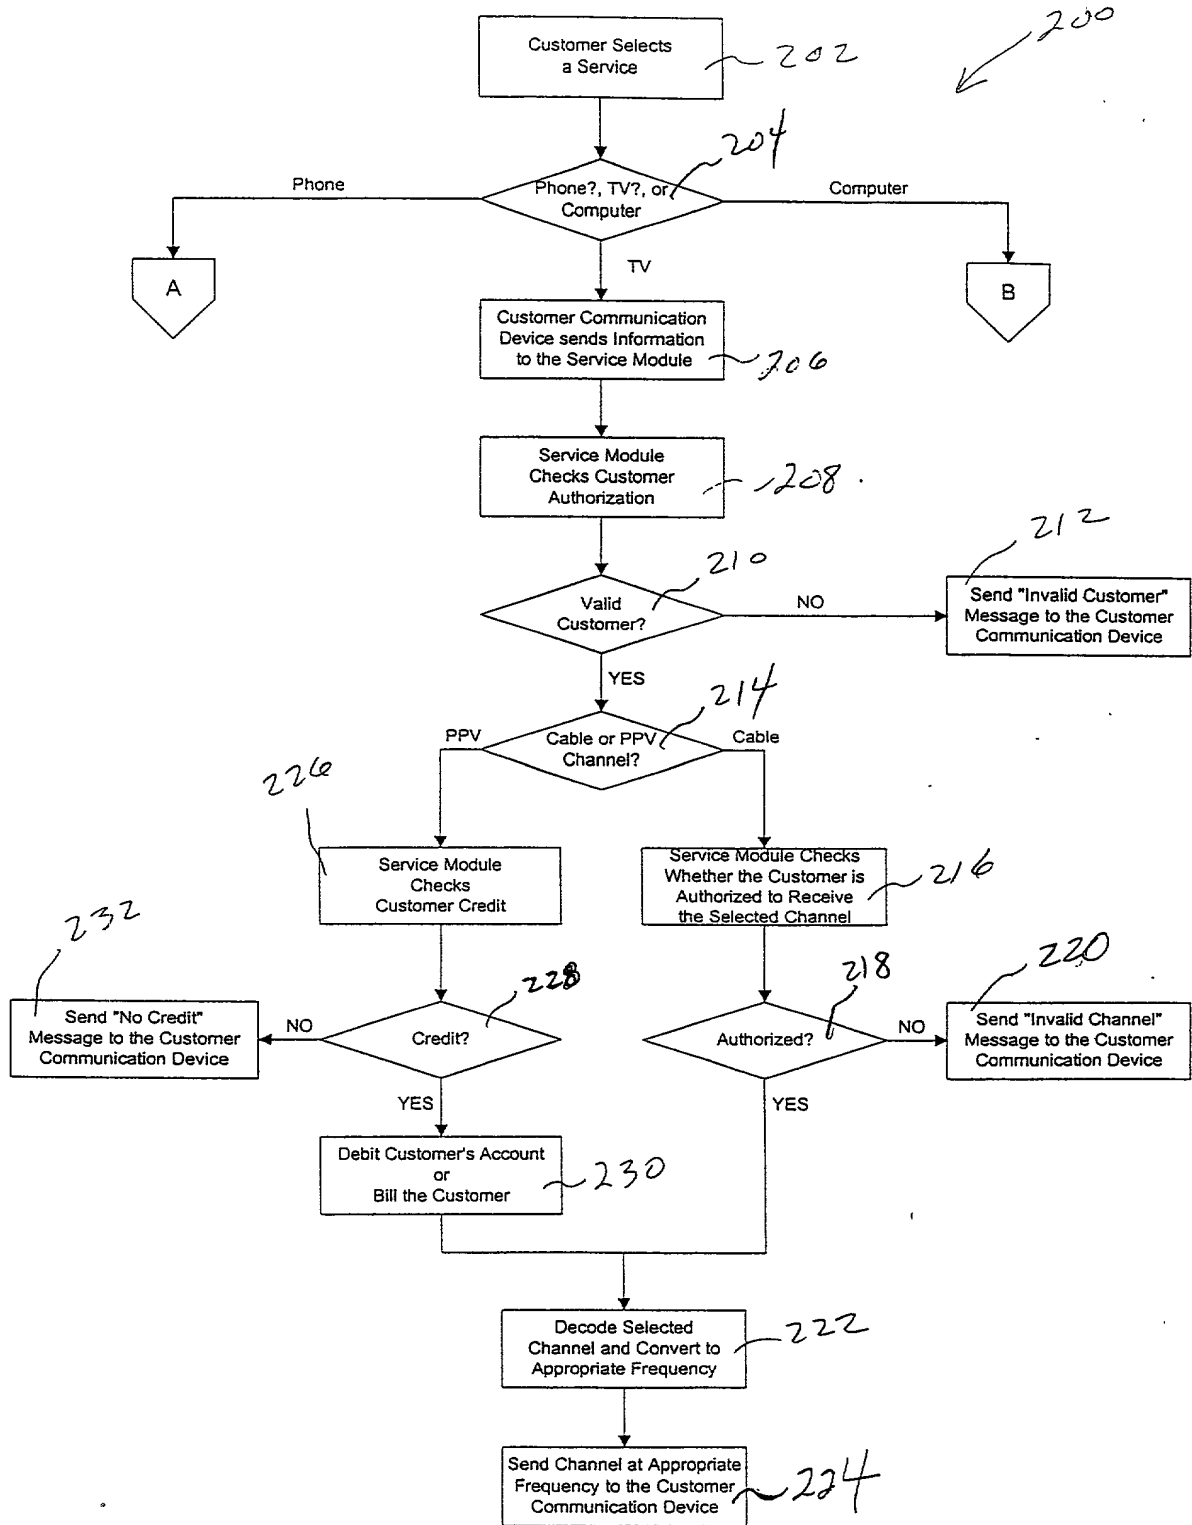 200
Customer Selects
a Service
202
204
Phone
Phone?, TV?, or
Computer
Computer
A
TV
B
Customer Communication
Device sends Information
to the Service Module
206
Service Module
Checks Customer
Authorization
208
210
Valid
Customer?
NO
212
Send "Invalid Customer"
Message to the Customer
Communication Device
YES
214
PPV
Cable or PPV
Channel?
Cable
226
Service Module
Checks
Customer Credit
Service Module Checks
Whether the Customer is
Authorized to Receive
the Selected Channel
216
232
Send "No Credit"
Message to the Customer
Communication Device
NO
Credit?
228
218
Authorized?
NO
220
Send "Invalid Channel"
Message to the Customer
Communication Device
YES
YES
Debit Customer's Account
or
Bill the Customer
230
Decode Selected
Channel and Convert to
Appropriate Frequency
222
Send Channel at Appropriate
Frequency to the Customer
Communication Device
224